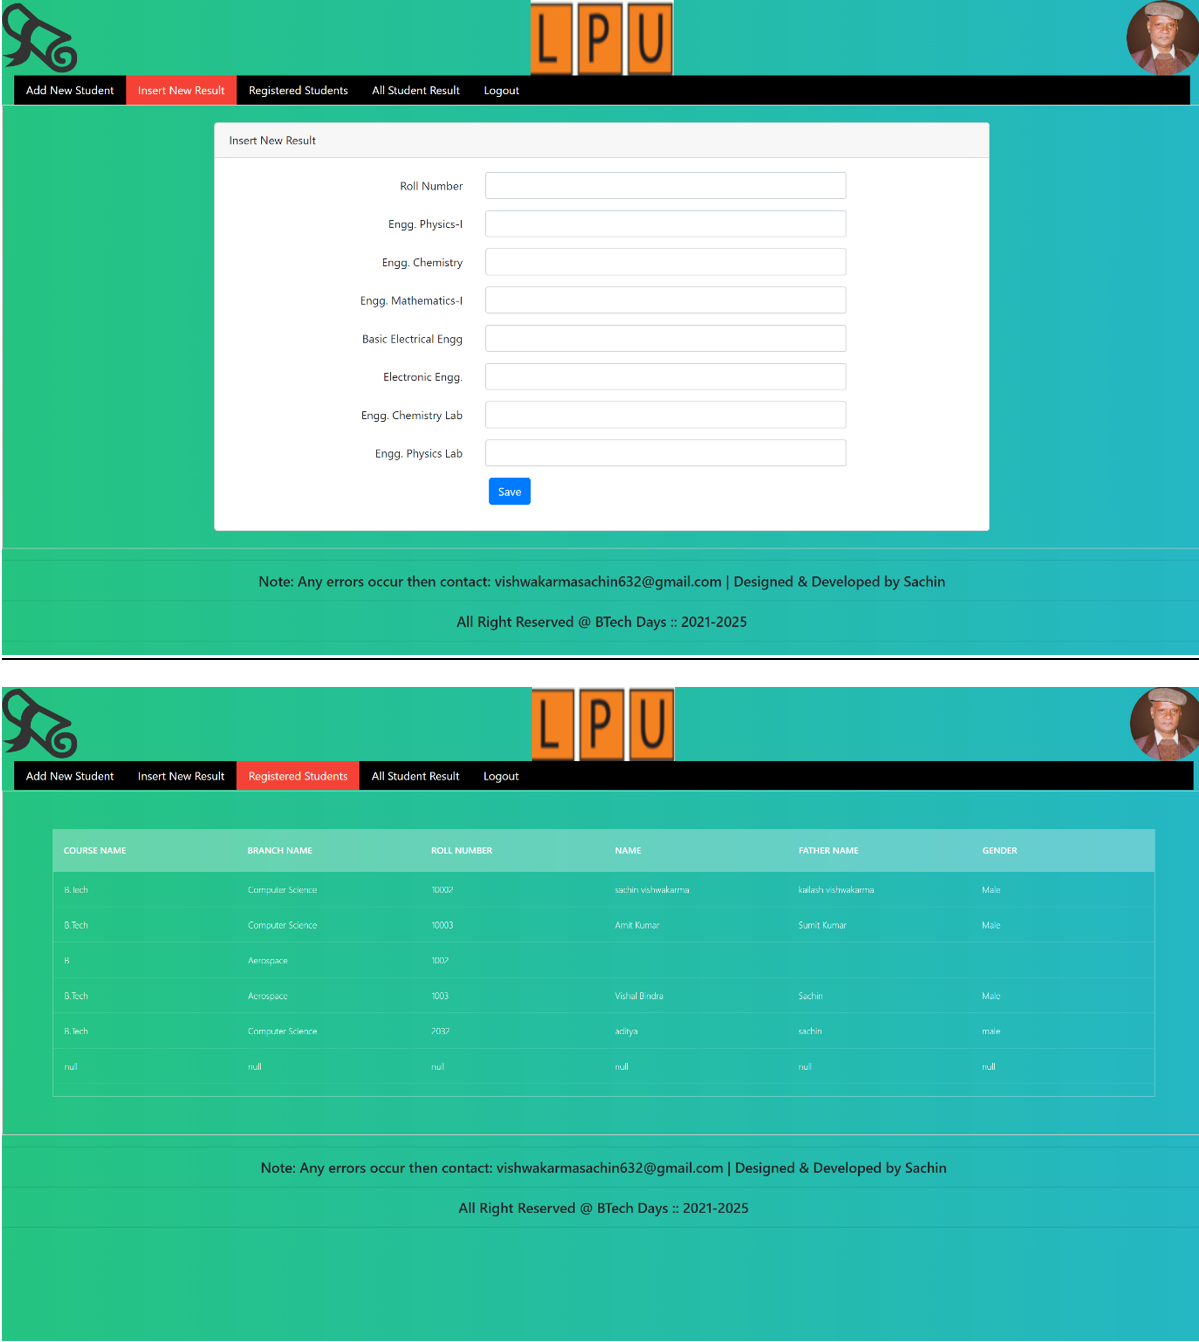 L P U
Add New Student Insert New Result Registered Students All Student Result Logout
Insert New Result
Roll Number
Engg. Physics-I
Engg. Chemistry
Engg. Mathematics-I
Basic Electrical Engg
Electronic Engg.
Engg. Chemistry Lab
Engg. Physics Lab
Save
Note: Any errors occur then contact: vishwakarmasachin632@gmail.com | Designed & Developed by Sachin
All Right Reserved @ BTech Days :: 2021-2025
L P U
Add New Student Insert New Result Registered Students All Student Result Logout
COURSE NAME BRANCH NAME ROLL NUMBER NAME FATHER NAME GENDER
B.Tech Computer Science 10002 sachin vishwakarma kailash vishwakarma Male
B.Tech Computer Science 10003 Amit Kumar Sumit Kumar Male
B Aerospace 1002
B.Tech Aerospace 1003 Vishal Bindra Sachin Male
B.Tech Computer Science 2032 aditya sachin male
null null null null null null
Note: Any errors occur then contact: vishwakarmasachin632@gmail.com | Designed & Developed by Sachin
All Right Reserved @ BTech Days :: 2021-2025